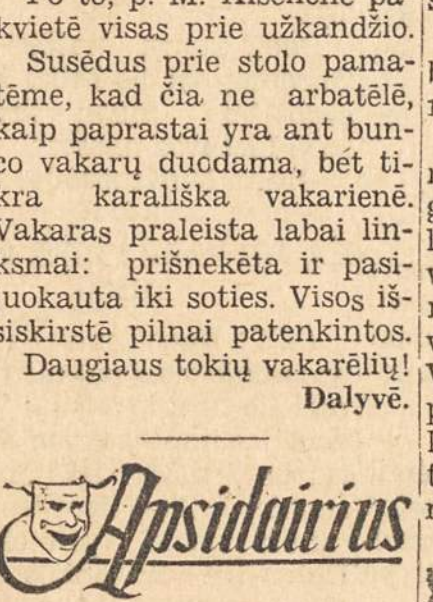 kvietė visas prie užkandžio.
Susėdus prie stolo pama-
tėme, kad čia ne arbatėlė,
kaip paprastai yra ant bun-
co vakarų duodama, bet ti-
kra karališka vakarienė.
Vakaras praleista labai lin-
ksmai: prišnekėta ir pasi-
juokauta iki soties. Visos iš-
siskirstė pilnai patenkintos.
Daugiaus tokių vakarėlių!
Dalyvė.
Apsidairius